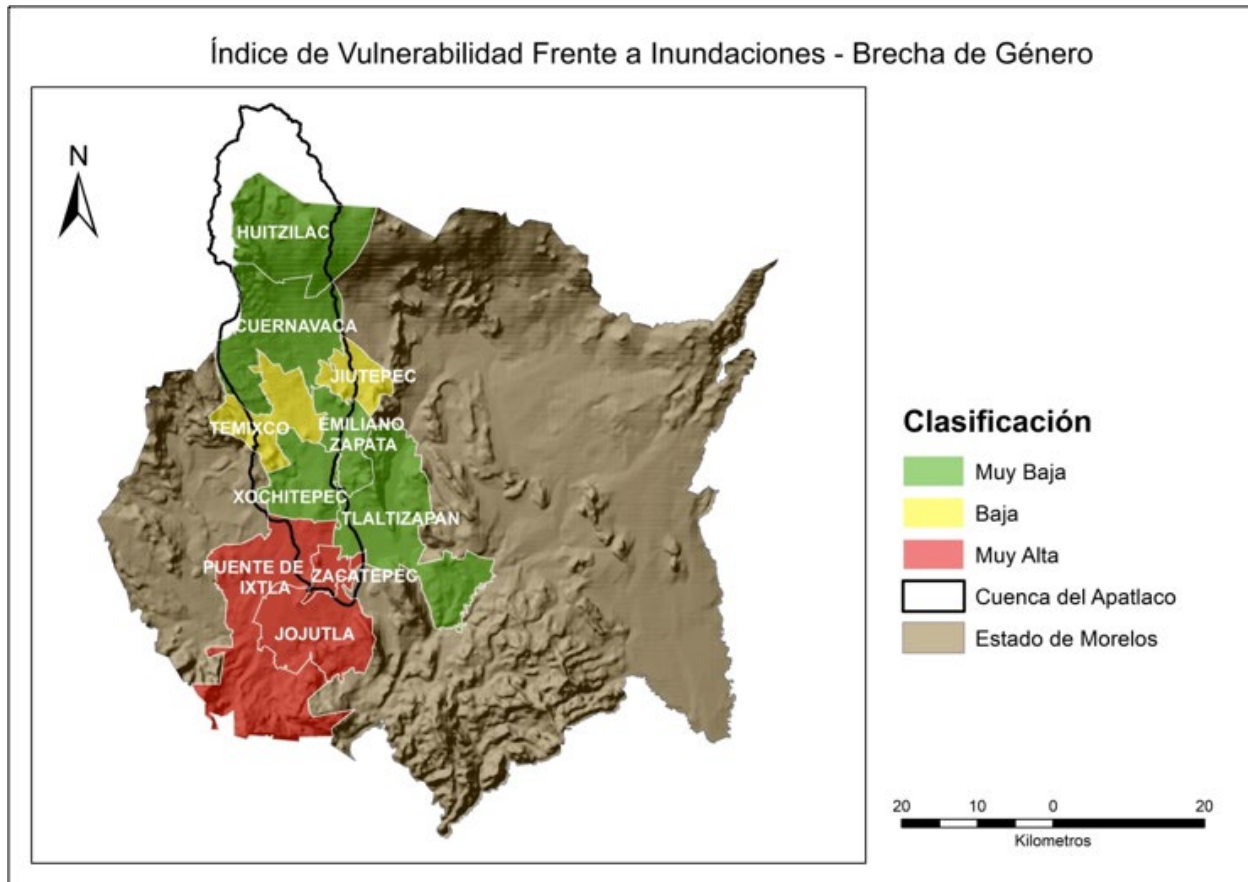 Índice de Vulnerabilidad Frente a Inundaciones - Brecha de Género
N
HUITZILAC
CUERNAVACA
JIUTEPEC
TEMIXCO
EMILIANO
ZAPATA
XOCHITEPEC
TLALTIZAPAN
PUENTE DE
IXTLA
ZACATEPEC
JOJUTLA
Clasificación
Muy Baja
Baja
Muy Alta
Cuenca del Apatlaco
Estado de Morelos
20 10 0 20
Kilometros